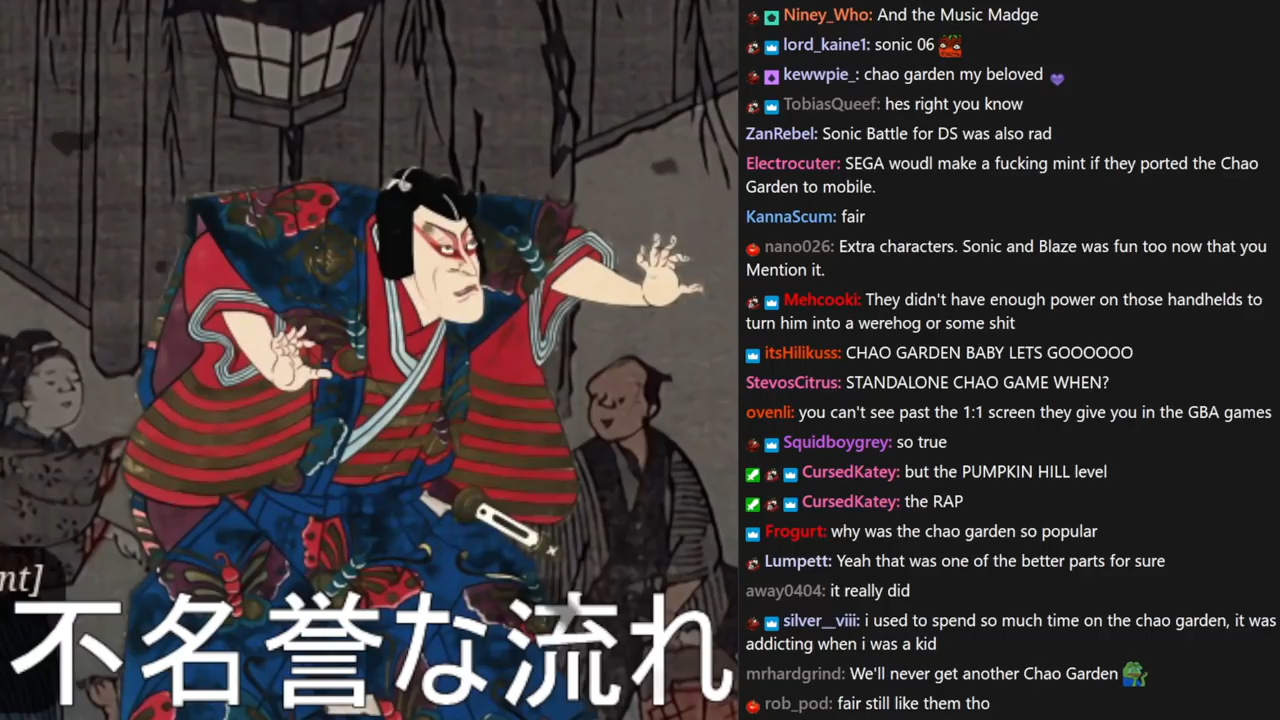 nt]
不名誉な流れ
Niney_Who: And the Music Madge
lord_kaine1: sonic 06
kewwpie_: chao garden my beloved
TobiasQueef: hes right you know
ZanRebel: Sonic Battle for DS was also rad
Electrocuter: SEGA woudl make a fucking mint if they ported the Chao
Garden to mobile.
KannaScum: fair
nano026: Extra characters. Sonic and Blaze was fun too now that you
Mention it.
Mehcooki: They didn't have enough power on those handhelds to
turn him into a werehog or some shit
itsHilikuss: CHAO GARDEN BABY LETS GOOOOOO
StevosCitrus: STANDALONE CHAO GAME WHEN?
ovenli: you can't see past the 1:1 screen they give you in the GBA games
Squidboygrey: so true
CursedKatey: but the PUMPKIN HILL level
CursedKatey: the RAP
Frogurt: why was the chao garden so popular
Lumpett: Yeah that was one of the better parts for sure
away0404: it really did
silver__viii: i used to spend so much time on the chao garden, it was
addicting when i was a kid
mrhardgrind: We'll never get another Chao Garden
rob_pod: fair still like them tho